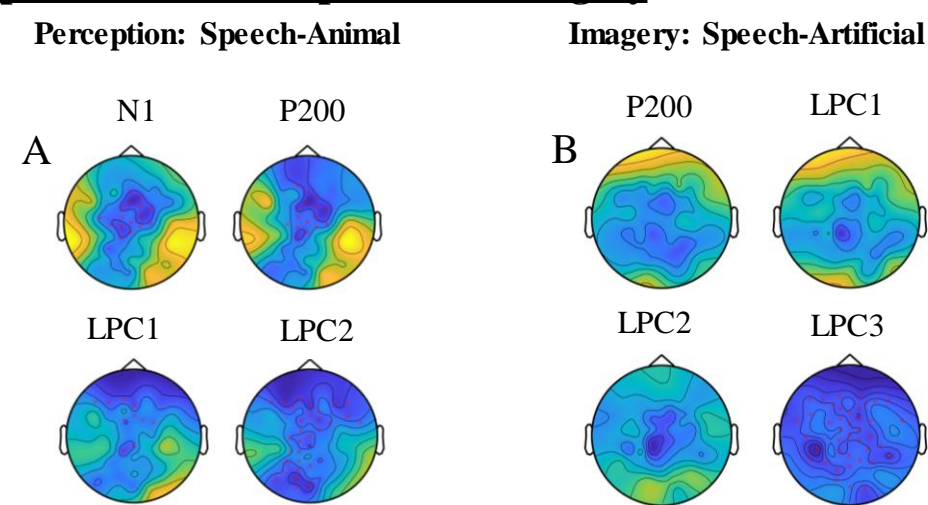 Perception: Speech-Animal
Imagery: Speech-Artificial
N1 P200
P200 LPC1
A
B
LPC1 LPC2
LPC2 LPC3